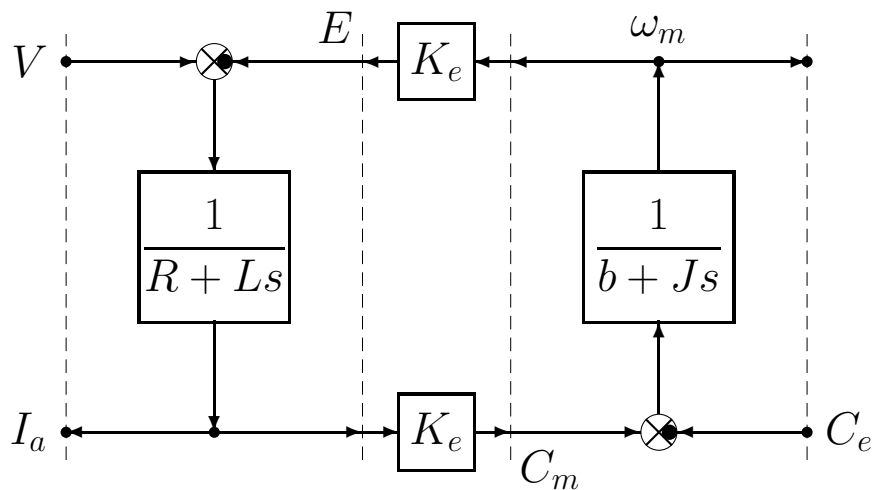 E
ω_m
V
K_e
1
R + Ls
1
b + Js
I_a
K_e
C_m
C_e